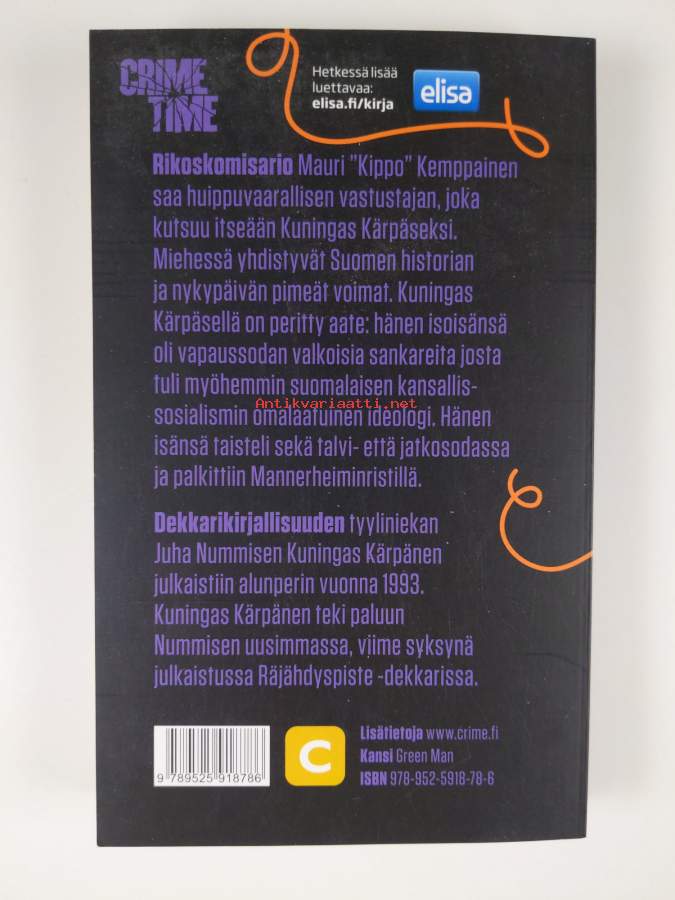 CRIME
TIME
Hetkessä lisää
luettavaa:
elisa.fi/kirja
elisa
Rikoskomisario Mauri "Kippo" Kemppainen
saa huippuvaarallisen vastustajan, joka
kutsuu itseään Kuningas Kärpäseksi.
Miehessä yhdistyvät Suomen historian
ja nykypäivän pimeät voimat. Kuningas
Kärpäsellä on peritty aate: hänen isoisänsä
oli vapaussodan valkoisia sankareita josta
tuli myöhemmin suomalaisen kansallis-
Antikvariaatti.net
sosialismin omalaatuinen ideologi. Hänen
isänsä taisteli sekä talvi- että jatkosodassa
ja palkittiin Mannerheiminristillä.
Dekkarikirjallisuuden tyyliniekan
Juha Nummisen Kuningas Kärpänen
julkaistiin alunperin vuonna 1993.
Kuningas Kärpänen teki paluun
Nummisen uusimmassa, viime syksynä
julkaistussa Räjähdyspiste -dekkarissa.
9 789525 918786
C
Lisätietoja www.crime.fi
Kansi Green Man
ISBN 978-952-5918-78-6